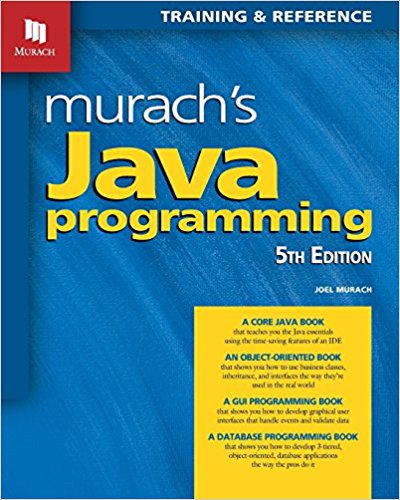 TRAINING & REFERENCE
MURACH
murach's
Java
programming
5TH EDITION
JOEL MURACH
A CORE JAVA BOOK
that teaches you the Java essentials
using the time-saving features of an IDE
AN OBJECT-ORIENTED BOOK
that shows you how to use business classes,
inheritance, and interfaces the way they're
used in the real world
A GUI PROGRAMMING BOOK
that shows you how to develop graphical user
interfaces that handle events and validate data
A DATABASE PROGRAMMING BOOK
that shows you how to develop 3-tiered,
object-oriented, database applications
the way the pros do it